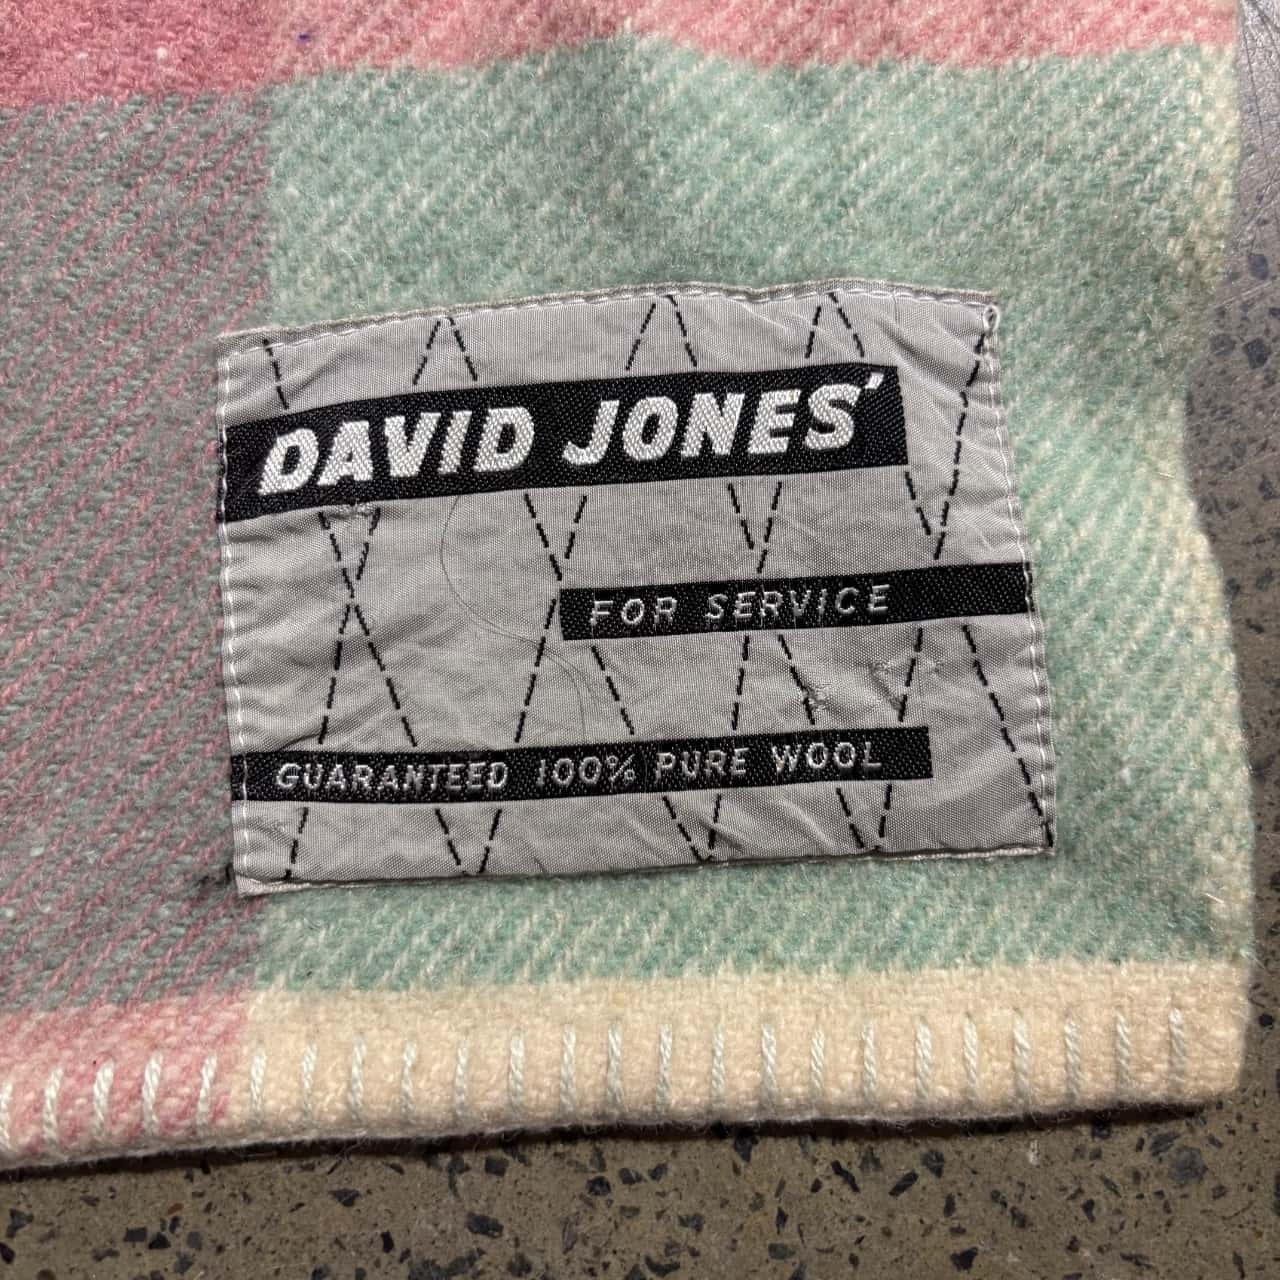 DAVID JONES'
FOR SERVICE
GUARANTEED 100% PURE WOOL